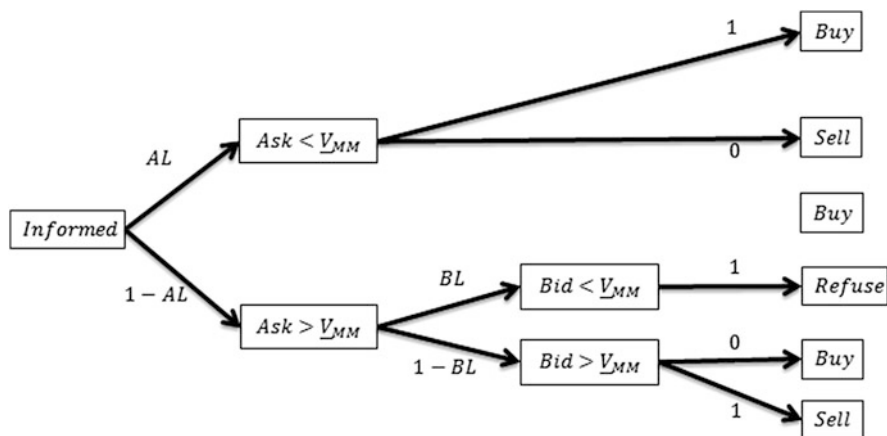 1
Buy
Ask < V_MM
AL
0
Sell
Informed
Buy
1 − AL
BL
Bid < V_MM
1
Refuse
Ask > V_MM
1 − BL
Bid > V_MM
0
Buy
1
Sell